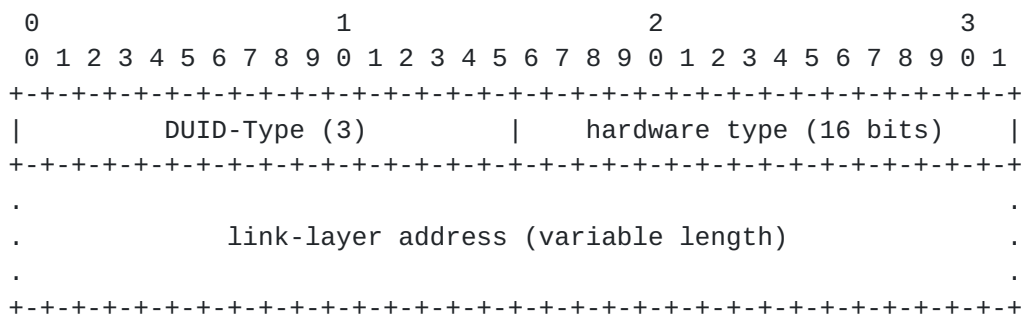 0                   1                   2                   3
 0 1 2 3 4 5 6 7 8 9 0 1 2 3 4 5 6 7 8 9 0 1 2 3 4 5 6 7 8 9 0 1
+-+-+-+-+-+-+-+-+-+-+-+-+-+-+-+-+-+-+-+-+-+-+-+-+-+-+-+-+-+-+-+-+
|         DUID-Type (3)         |    hardware type (16 bits)    |
+-+-+-+-+-+-+-+-+-+-+-+-+-+-+-+-+-+-+-+-+-+-+-+-+-+-+-+-+-+-+-+-+
.                                                               .
.             link-layer address (variable length)              .
.                                                               .
+-+-+-+-+-+-+-+-+-+-+-+-+-+-+-+-+-+-+-+-+-+-+-+-+-+-+-+-+-+-+-+-+